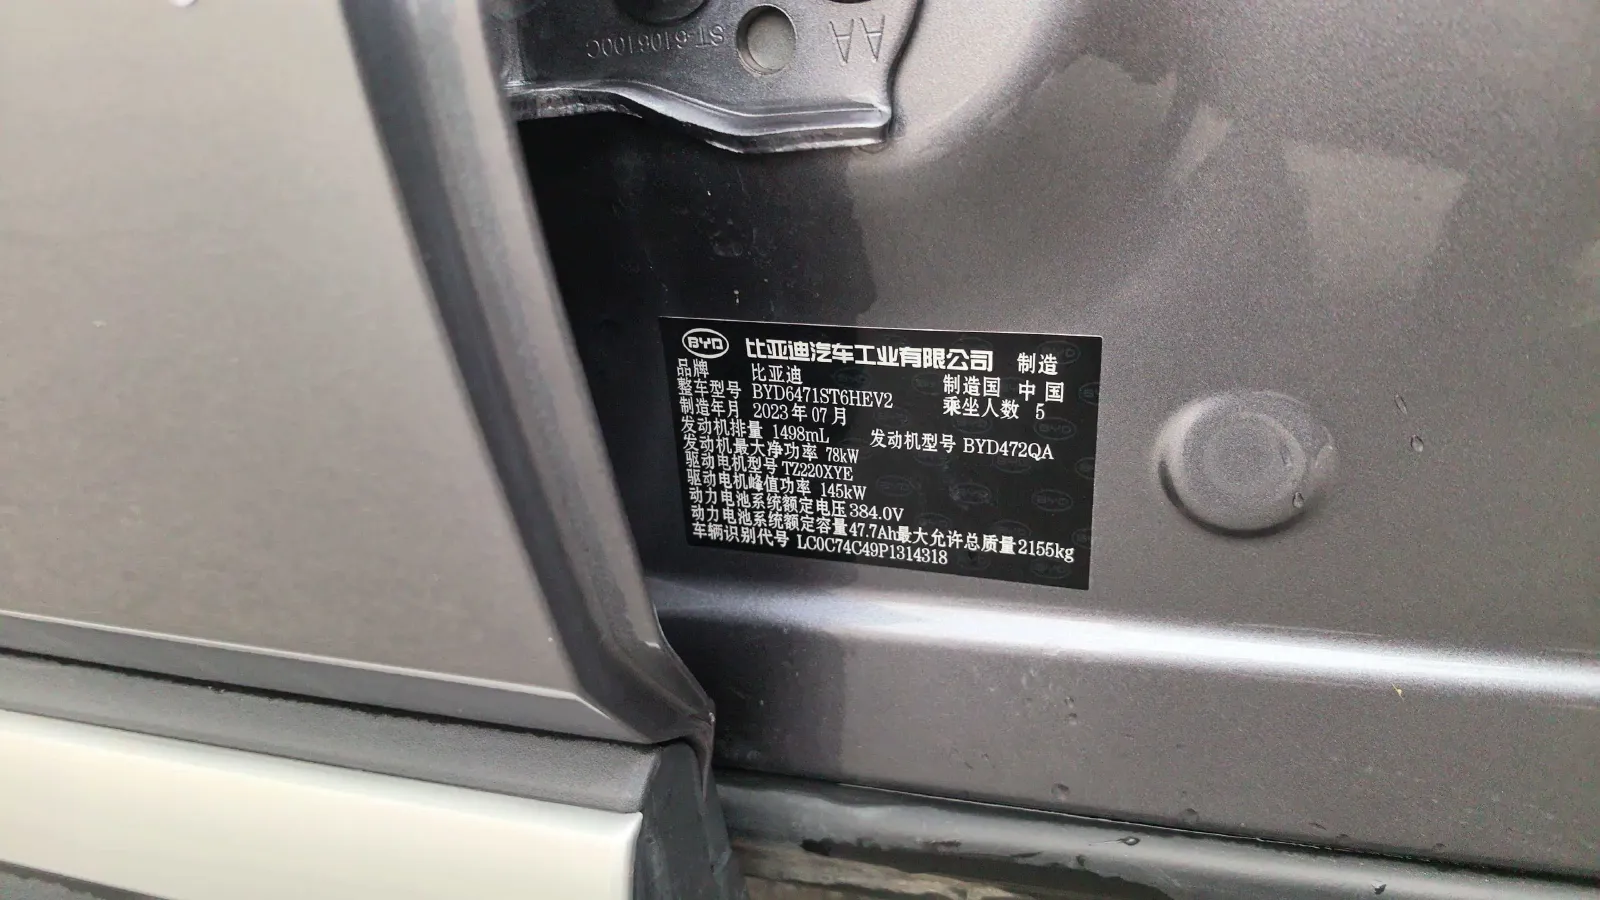 ST-6106100C
AA
BYD 比亚迪汽车工业有限公司 制造
品牌 比亚迪 制造国 中国
整车型号 BYD6471ST6HEV2 乘坐人数 5
制造年月 2023年07月
发动机排量 1498mL 发动机型号 BYD472QA
发动机最大净功率 78kW
驱动电机型号 TZ220XYE
驱动电机峰值功率 145kW
动力电池系统额定电压 384.0V
动力电池系统额定容量 47.7Ah 最大允许总质量 2155kg
车辆识别代号 LC0C74C49P1314318